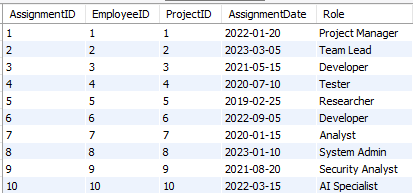 AssignmentID EmployeeID ProjectID AssignmentDate Role
1 1 1 2022-01-20 Project Manager
2 2 2 2023-03-05 Team Lead
3 3 3 2021-05-15 Developer
4 4 4 2020-07-10 Tester
5 5 5 2019-02-25 Researcher
6 6 6 2022-09-05 Developer
7 7 7 2020-01-15 Analyst
8 8 8 2023-01-10 System Admin
9 9 9 2021-08-20 Security Analyst
10 10 10 2022-03-15 AI Specialist